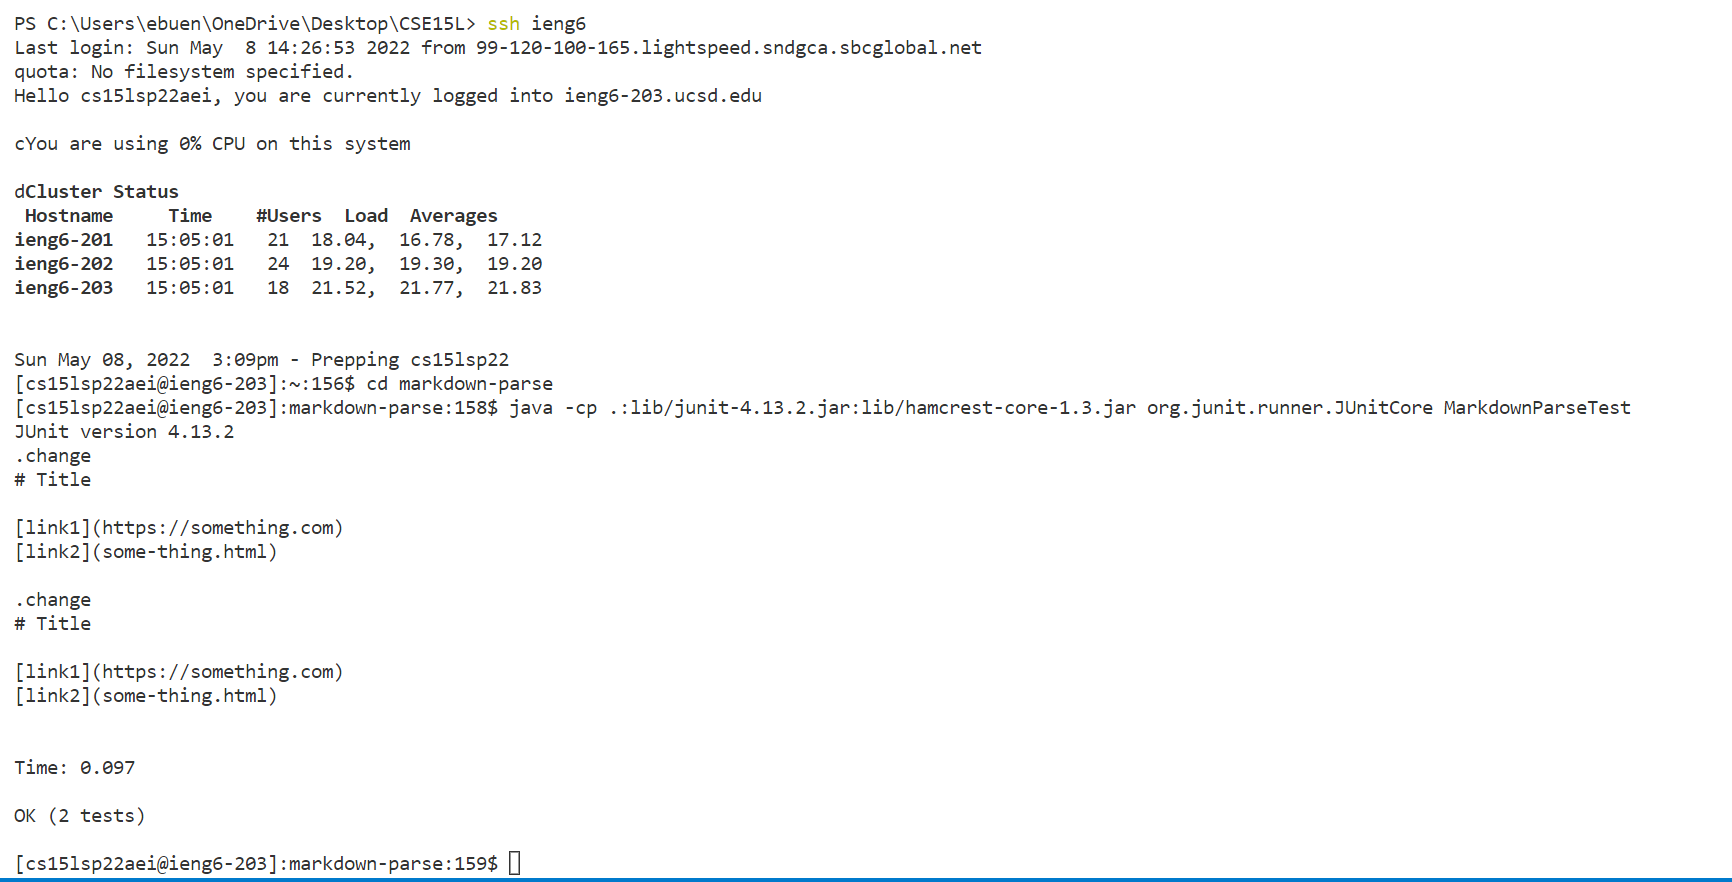 PS C:\Users\ebuen\OneDrive\Desktop\CSE15L> ssh ieng6
Last login: Sun May  8 14:26:53 2022 from 99-120-100-165.lightspeed.sndgca.sbcglobal.net
quota: No filesystem specified.
Hello cs15lsp22aei, you are currently logged into ieng6-203.ucsd.edu
cYou are using 0% CPU on this system
dCluster Status
 Hostname     Time    #Users  Load  Averages
ieng6-201   15:05:01   21  18.04,  16.78,  17.12
ieng6-202   15:05:01   24  19.20,  19.30,  19.20
ieng6-203   15:05:01   18  21.52,  21.77,  21.83
Sun May 08, 2022  3:09pm - Prepping cs15lsp22
[cs15lsp22aei@ieng6-203]:~:156$ cd markdown-parse
[cs15lsp22aei@ieng6-203]:markdown-parse:158$ java -cp .:lib/junit-4.13.2.jar:lib/hamcrest-core-1.3.jar org.junit.runner.JUnitCore MarkdownParseTest
JUnit version 4.13.2
.change
# Title
[link1](https://something.com)
[link2](some-thing.html)
.change
# Title
[link1](https://something.com)
[link2](some-thing.html)
Time: 0.097
OK (2 tests)
[cs15lsp22aei@ieng6-203]:markdown-parse:159$